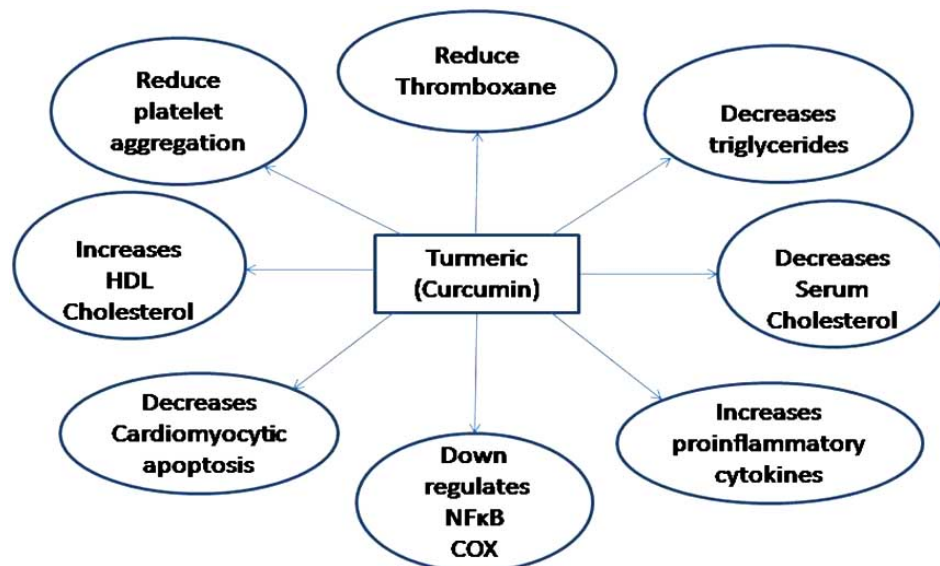 Reduce
Thromboxane
Reduce
platelet
aggregation
Decreases
triglycerides
Increases
HDL
Cholesterol
Turmeric
(Curcumin)
Decreases
Serum
Cholesterol
Decreases
Cardiomyocytic
apoptosis
Down
regulates
NFκB
COX
Increases
proinflammatory
cytokines